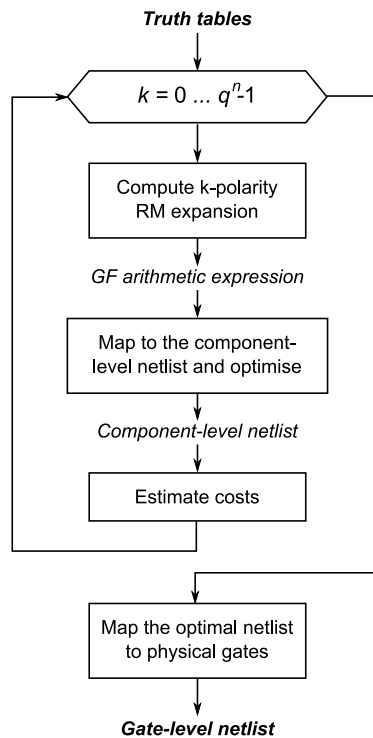 Truth tables
k = 0 ... qⁿ-1
Compute k-polarity
RM expansion
GF arithmetic expression
Map to the component-
level netlist and optimise
Component-level netlist
Estimate costs
Map the optimal netlist
to physical gates
Gate-level netlist